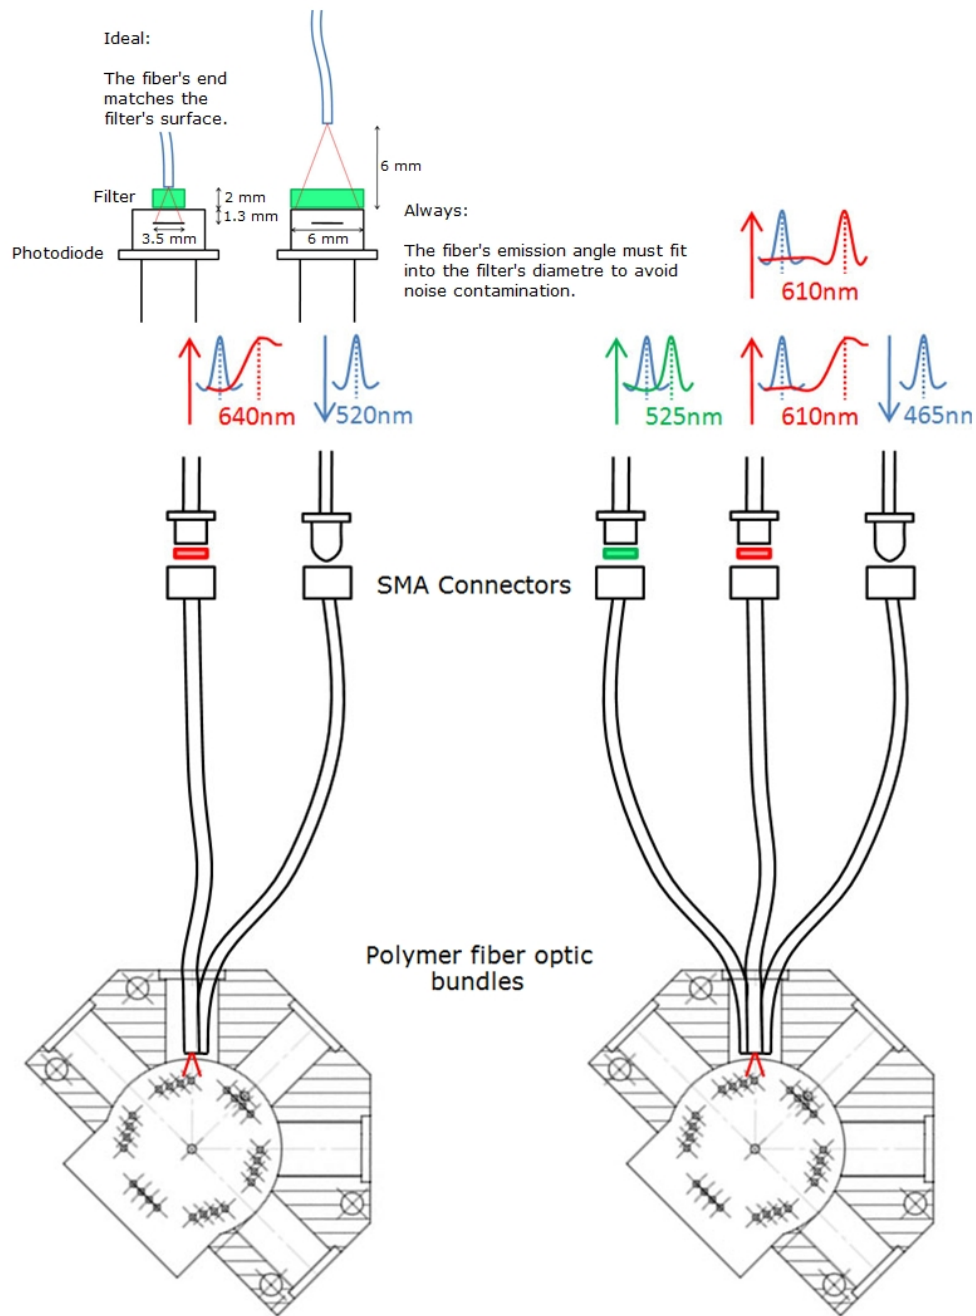 Ideal:
The fiber's end
matches the
filter's surface.
6 mm
Filter
2 mm
1.3 mm
3.5 mm
6 mm
Photodiode
Always:
The fiber's emission angle must fit
into the filter's diametre to avoid
noise contamination.
610nm
640nm
520nm
525nm
610nm
465nm
SMA Connectors
Polymer fiber optic
bundles